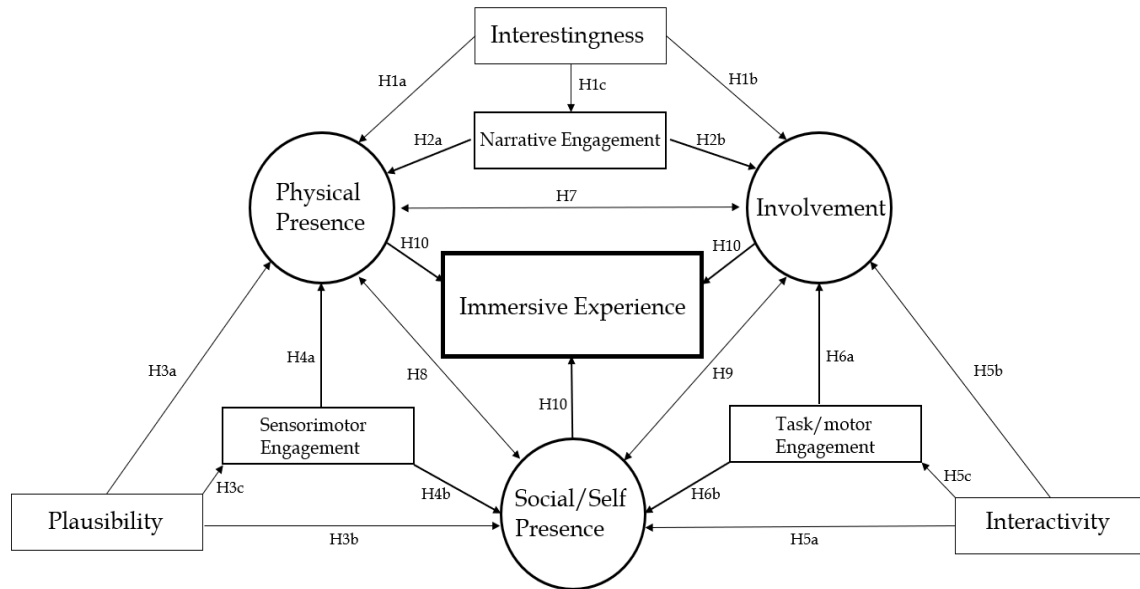 Interestingness
H1a
H1c
H1b
Narrative Engagement
H2a
H2b
Physical
Presence
H7
Involvement
H10
H10
Immersive Experience
H3a
H4a
H8
H10
H9
H6a
H5b
Sensorimotor
Engagement
Task/motor
Engagement
H3c
H4b
Social/Self
Presence
H6b
H5c
Plausibility
H3b
H5a
Interactivity